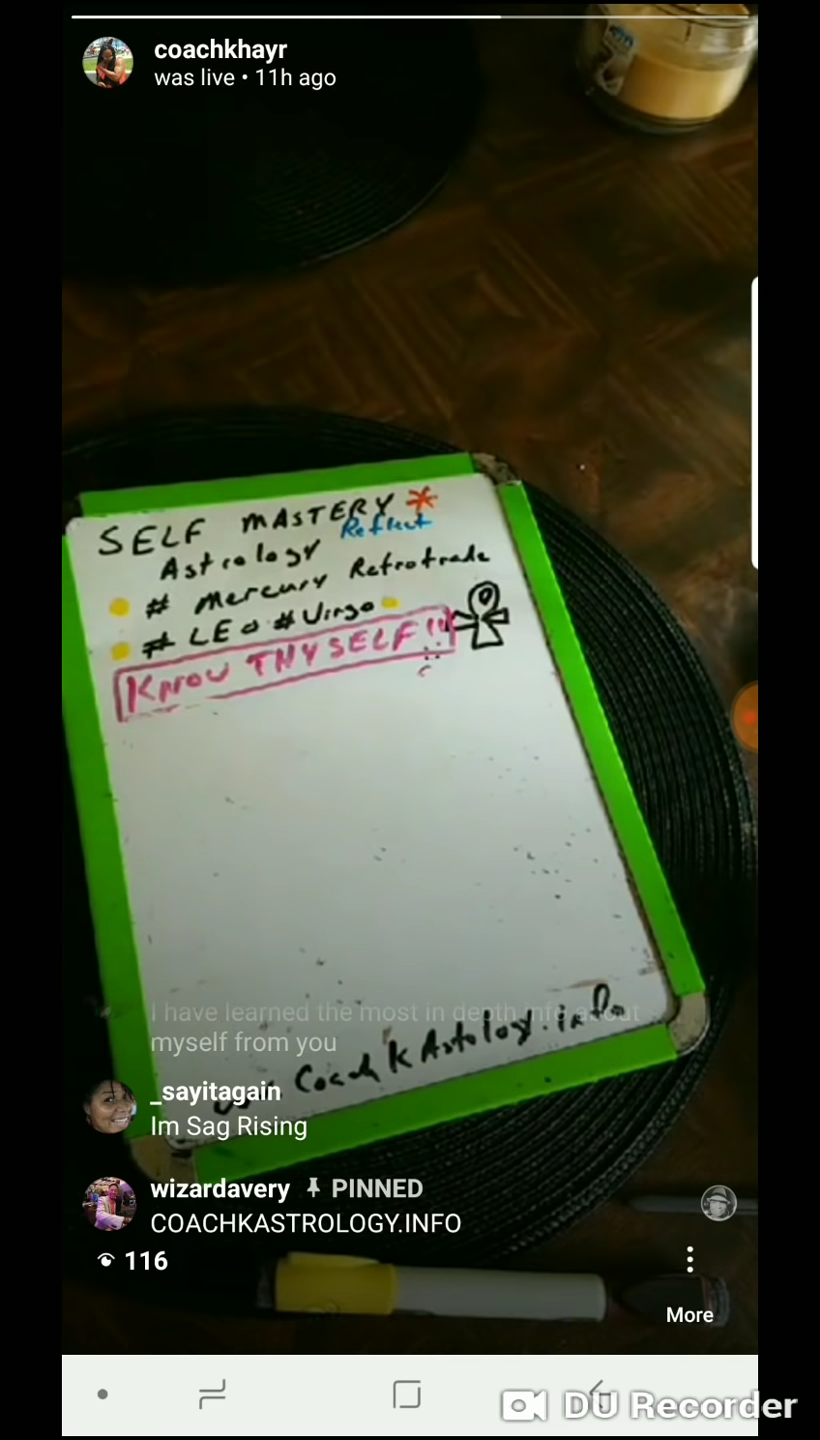 coachkhayr
was live • 11h ago
SELF MASTERY *
Reflect
Astrology
# Mercury Retrotrade
# LEO # Virgo
KNOW THYSELF!!
I have learned the most in depth info about
myself from you
CoachKAstology.info
_sayitagain
Im Sag Rising
wizardavery PINNED
COACHKASTROLOGY.INFO
116
More
DU Recorder